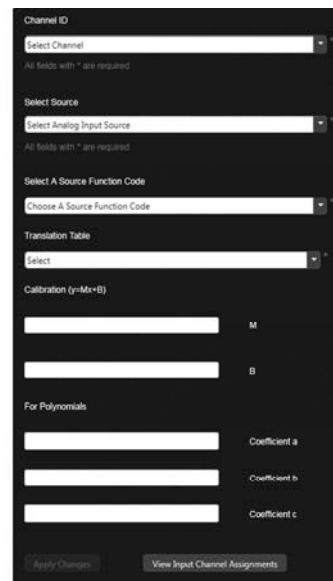 Channel ID
Select Channel
*
All fields with * are required
Select Source
Select Analog Input Source
*
All fields with * are required
Select A Source Function Code
Choose A Source Function Code
*
Translation Table
Select
*
Calibration (y=Mx+B)
M
B
For Polynomials
Coefficient a
Coefficient b
Coefficient c
Apply Changes View Input Channel Assignments